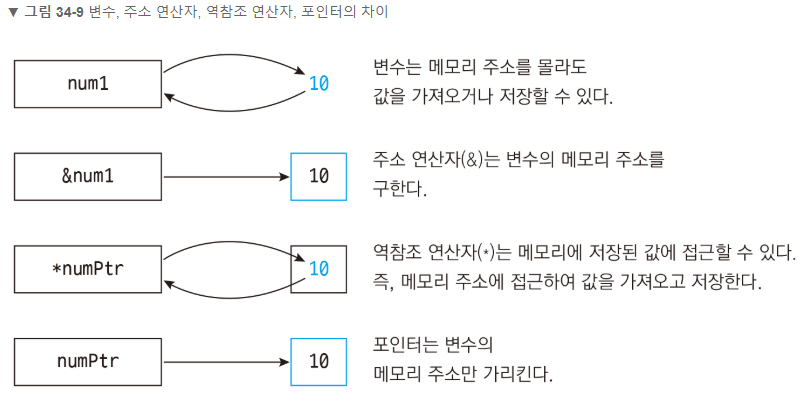 ▼ 그림 34-9 변수, 주소 연산자, 역참조 연산자, 포인터의 차이
num1
10
변수는 메모리 주소를 몰라도
값을 가져오거나 저장할 수 있다.
&num1
10
주소 연산자(&)는 변수의 메모리 주소를
구한다.
*numPtr
10
역참조 연산자(*)는 메모리에 저장된 값에 접근할 수 있다.
즉, 메모리 주소에 접근하여 값을 가져오고 저장한다.
numPtr
10
포인터는 변수의
메모리 주소만 가리킨다.